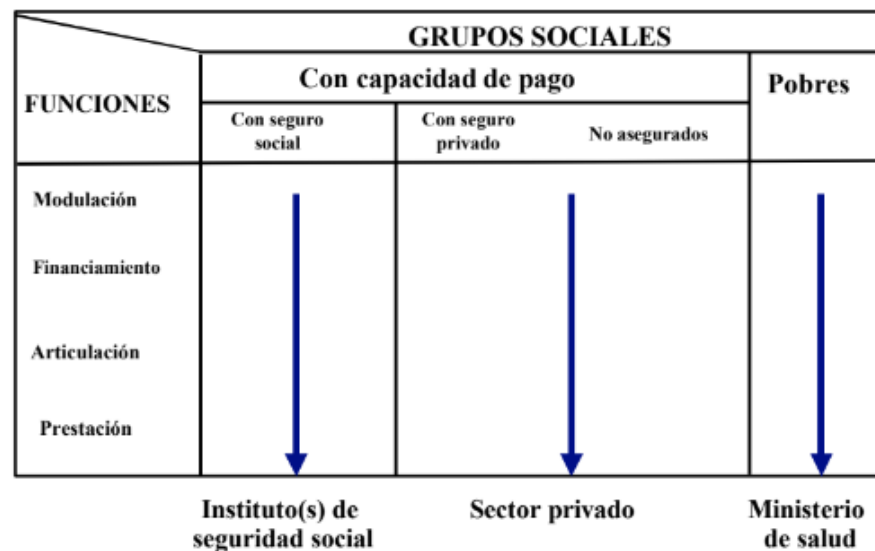 GRUPOS SOCIALES
FUNCIONES
Con capacidad de pago
Pobres
Con seguro
social
Con seguro
privado
No asegurados
Modulación
Financiamiento
Articulación
Prestación
Instituto(s) de
seguridad social
Sector privado
Ministerio
de salud